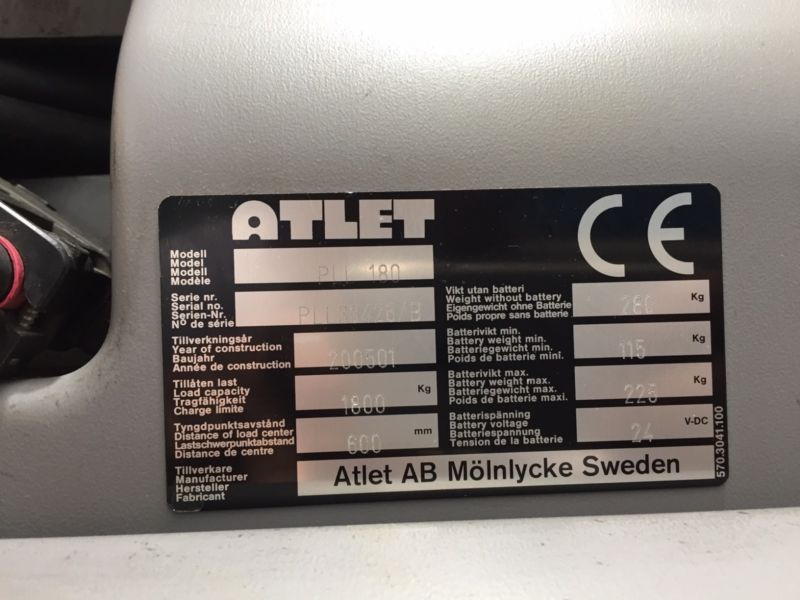 ATLET
CE
Modell
Model
Modell
Modèle
PLL 180
Serie nr.
Serial no.
Serien-Nr.
Nº de série
Tillverkningsår
Year of construction
Baujahr
Année de construction
200501
Tillåten last
Load capacity
Tragfähigkeit
Charge limite
1800 Kg
Tyngdpunktsavstånd
Distance of load center
Lastschwerpunktabstand
Distance de centre
600 mm
Vikt utan batteri
Weight without battery
Eigengewicht ohne Batterie
Poids propre sans batterie
Kg
Batterivikt min.
Battery weight min.
Batteriegewicht min.
Poids de batterie mini.
115 Kg
Batterivikt max.
Battery weight max.
Batteriegewicht max.
Poids de batterie maxi.
225 Kg
Batterispänning
Battery voltage
Batteriespannung
Tension de la batterie
24 V-DC
Tillverkare
Manufacturer
Hersteller
Fabricant
Atlet AB Mölnlycke Sweden
570.3041.100